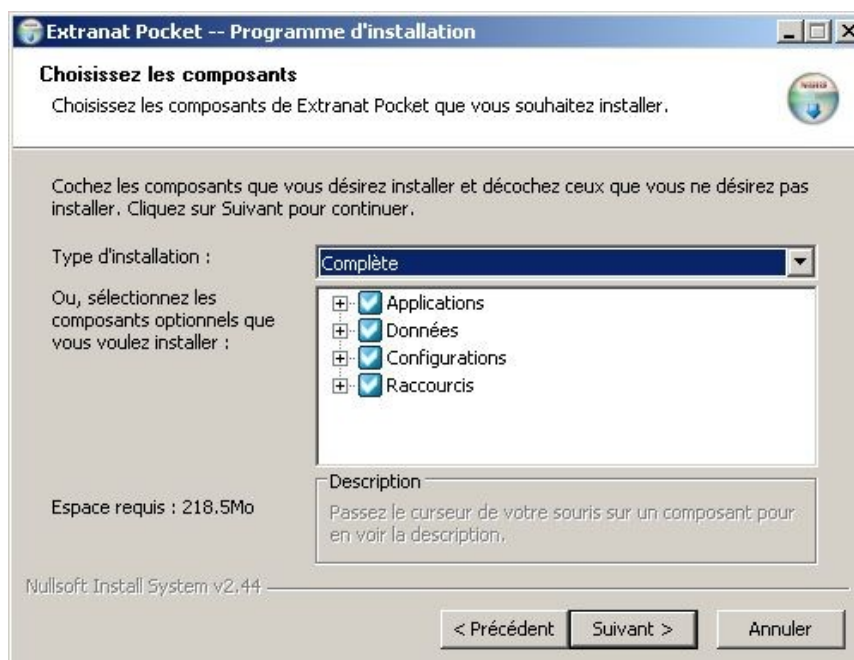 Extranat Pocket -- Programme d'installation
Choisissez les composants
Choisissez les composants de Extranat Pocket que vous souhaitez installer.
Cochez les composants que vous désirez installer et décochez ceux que vous ne désirez pas
installer. Cliquez sur Suivant pour continuer.
Type d'installation :
Complète
Ou, sélectionnez les
composants optionnels que
vous voulez installer :
Applications
Données
Configurations
Raccourcis
Espace requis : 218.5Mo
Description
Passez le curseur de votre souris sur un composant pour
en voir la description.
Nullsoft Install System v2.44
< Précédent
Suivant >
Annuler